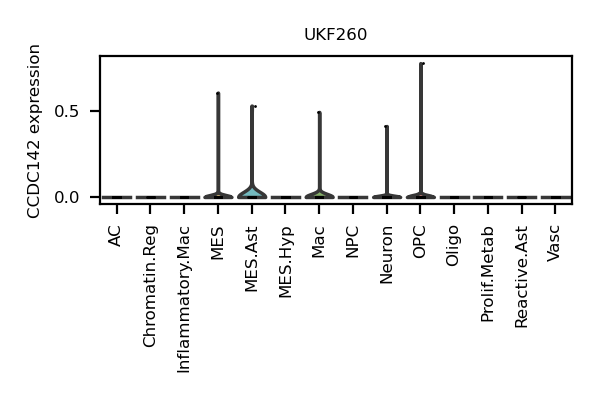 UKF260
CCDC142 expression
0.5
0.0
AC
Chromatin.Reg
Inflammatory.Mac
MES
MES.Ast
MES.Hyp
Mac
NPC
Neuron
OPC
Oligo
Prolif.Metab
Reactive.Ast
Vasc